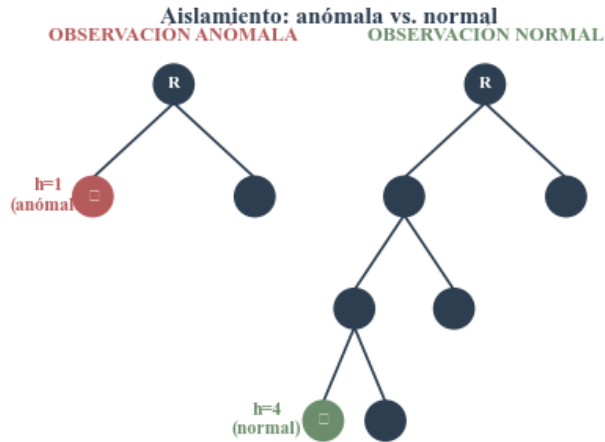 Aislamiento: anómala vs. normal
OBSERVACIÓN ANÓMALA
OBSERVACIÓN NORMAL
R
R
h=1
(anómal
h=4
(normal)